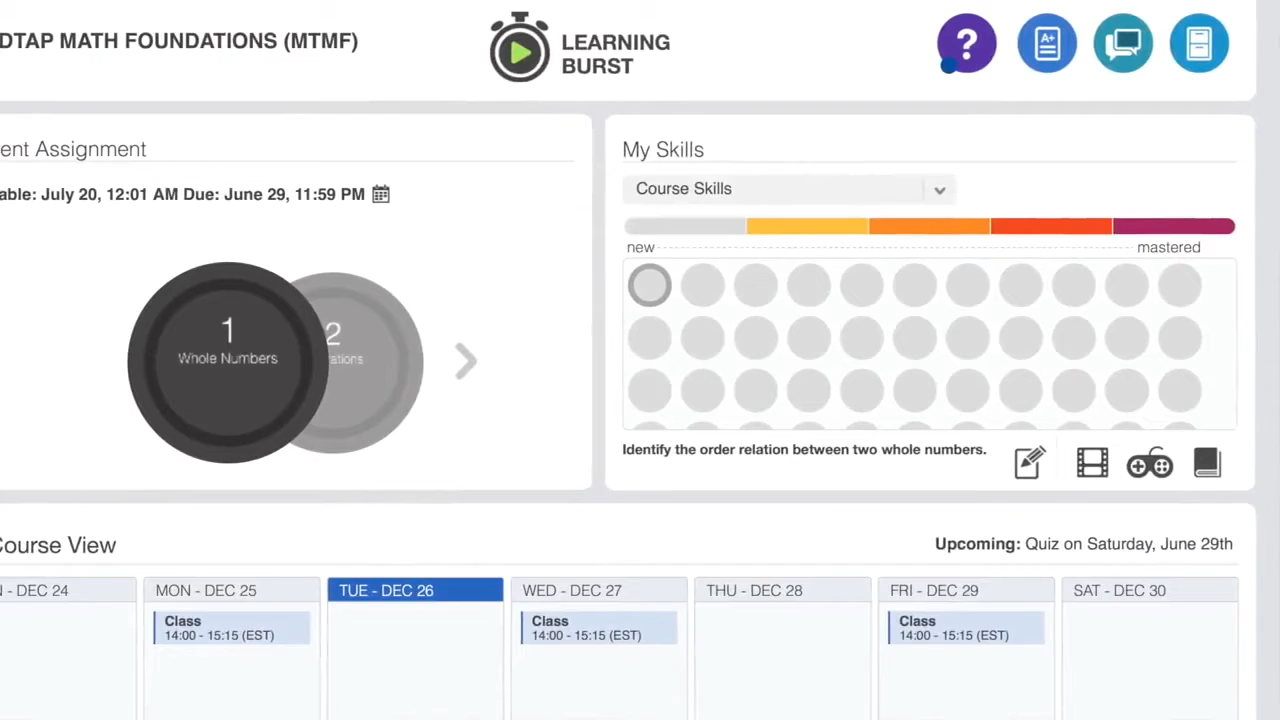 DTAP MATH FOUNDATIONS (MTMF)
LEARNING
BURST
?
A+
ent Assignment
able: July 20, 12:01 AM Due: June 29, 11:59 PM
1
Whole Numbers
2
ations
My Skills
Course Skills
new
mastered
Identify the order relation between two whole numbers.
Course View
Upcoming: Quiz on Saturday, June 29th
N - DEC 24
MON - DEC 25
TUE - DEC 26
WED - DEC 27
THU - DEC 28
FRI - DEC 29
SAT - DEC 30
Class
14:00 - 15:15 (EST)
Class
14:00 - 15:15 (EST)
Class
14:00 - 15:15 (EST)